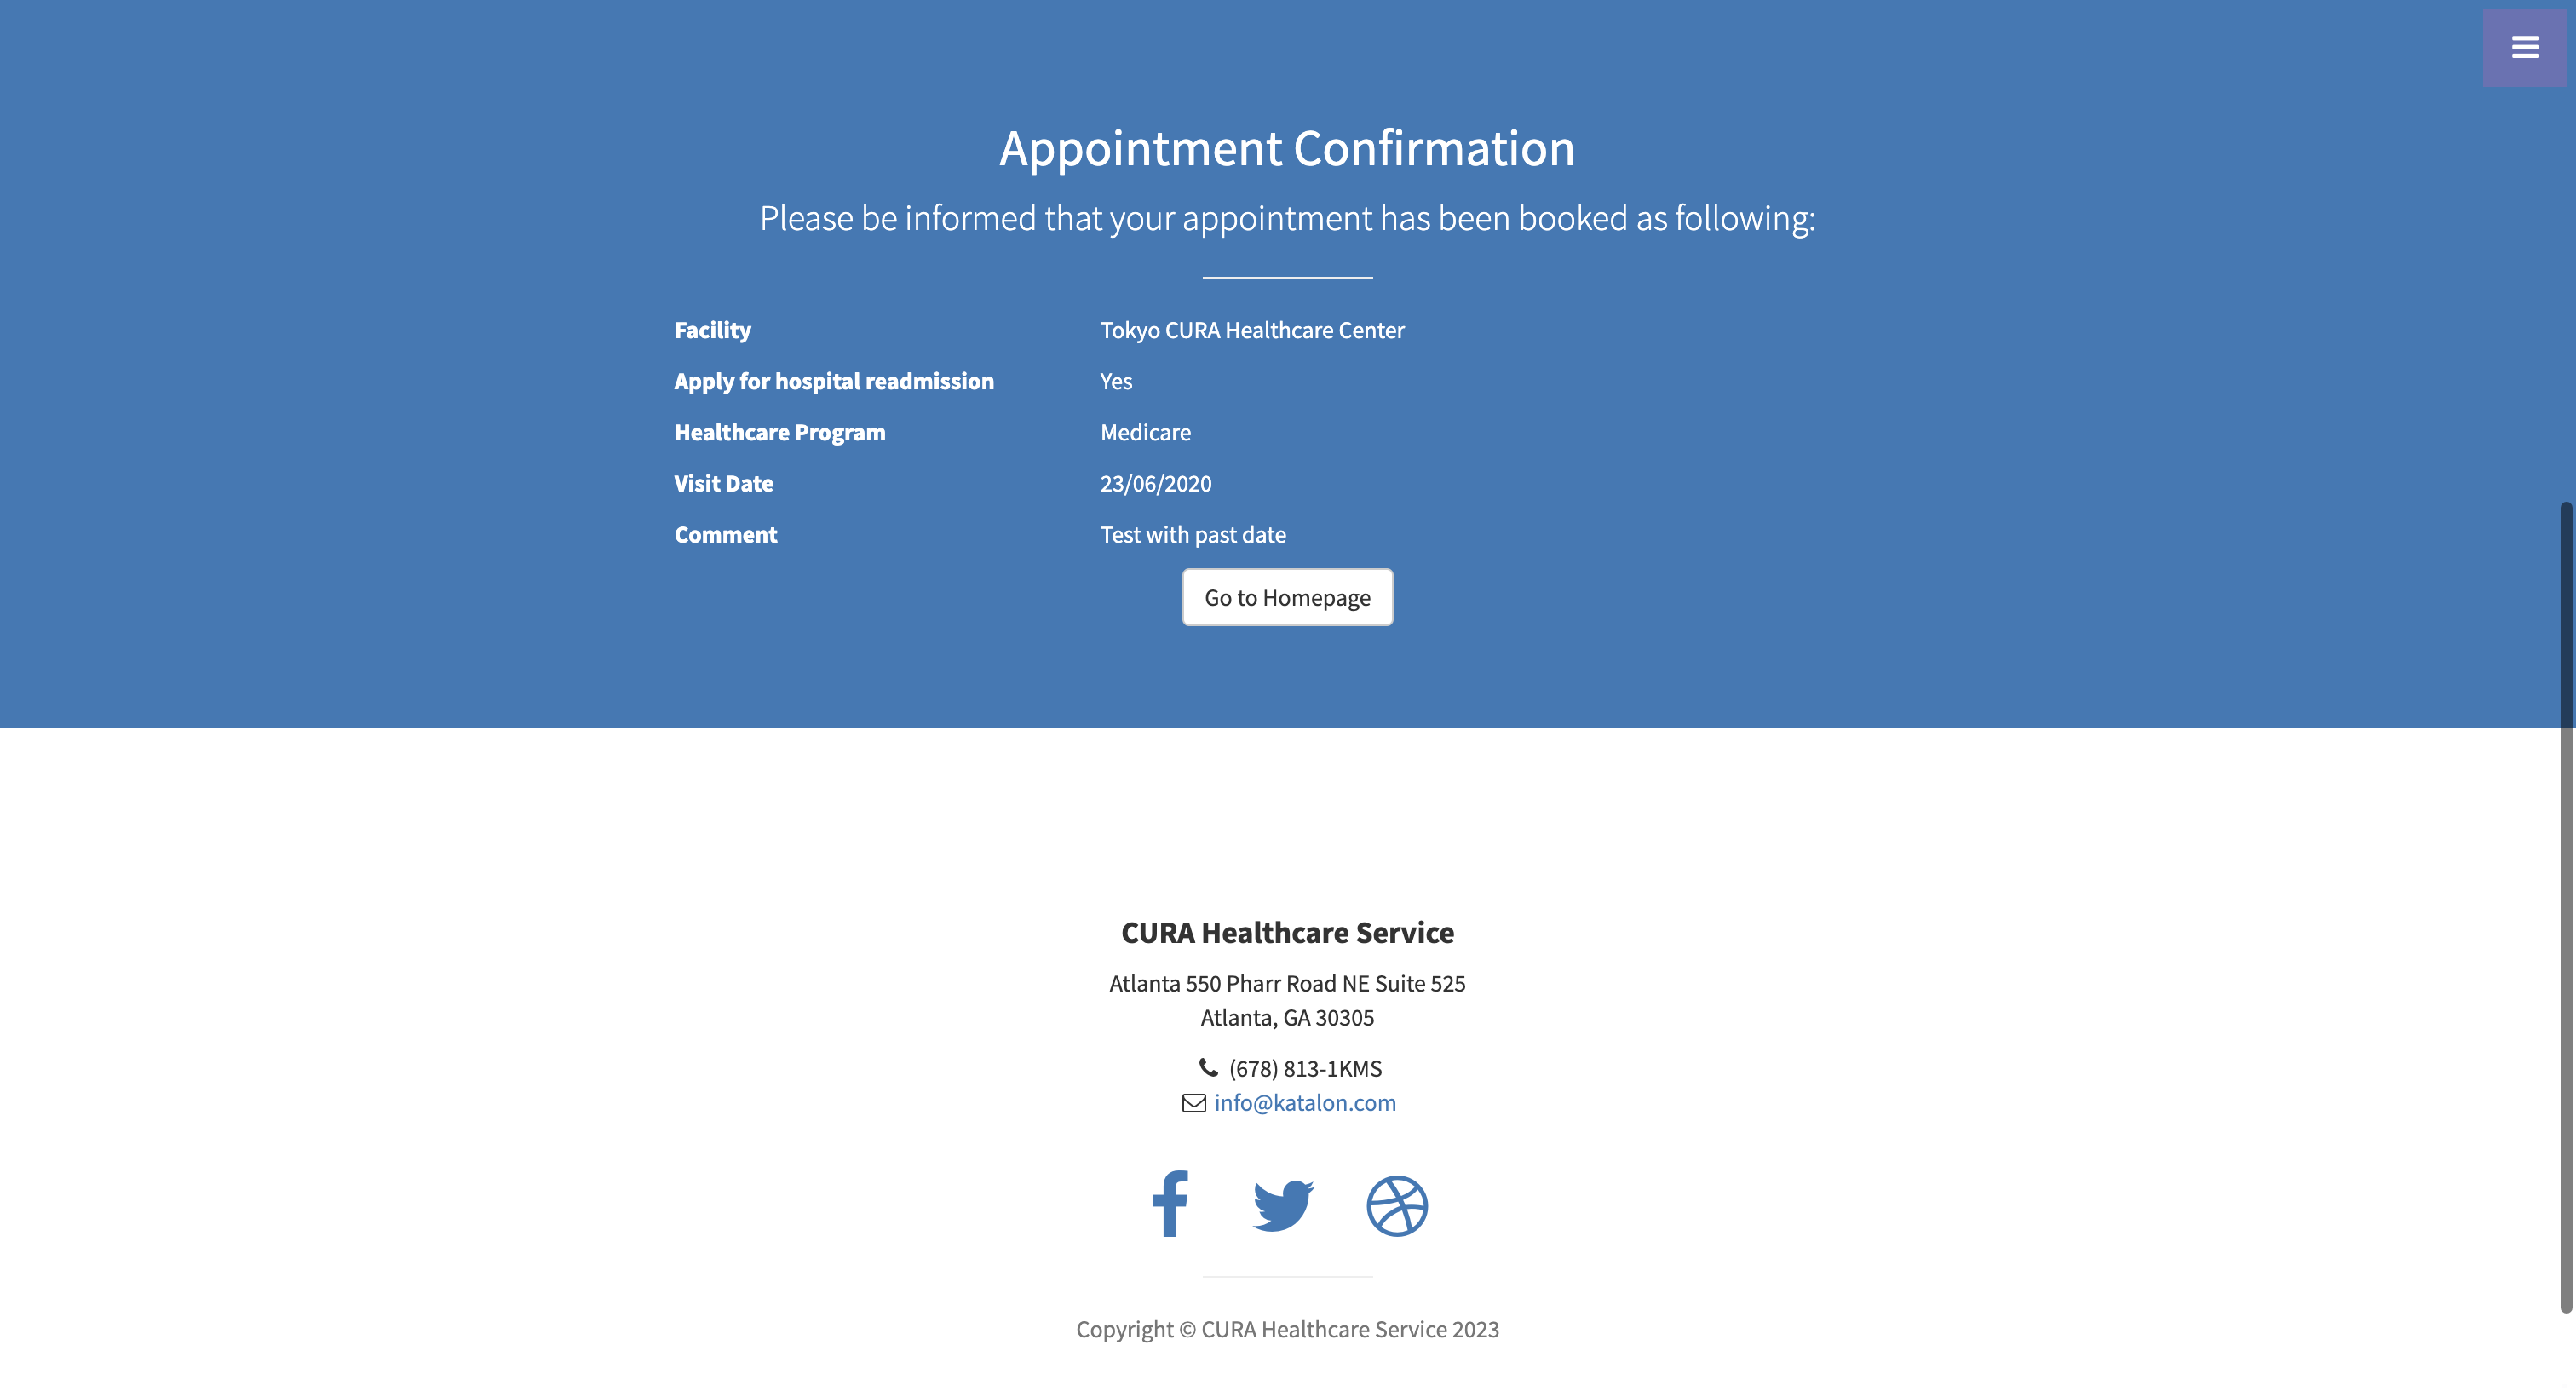 Appointment Confirmation
Please be informed that your appointment has been booked as following:
Facility Tokyo CURA Healthcare Center
Apply for hospital readmission Yes
Healthcare Program Medicare
Visit Date 23/06/2020
Comment Test with past date
Go to Homepage
CURA Healthcare Service
Atlanta 550 Pharr Road NE Suite 525
Atlanta, GA 30305
(678) 813-1KMS
info@katalon.com
Copyright © CURA Healthcare Service 2023